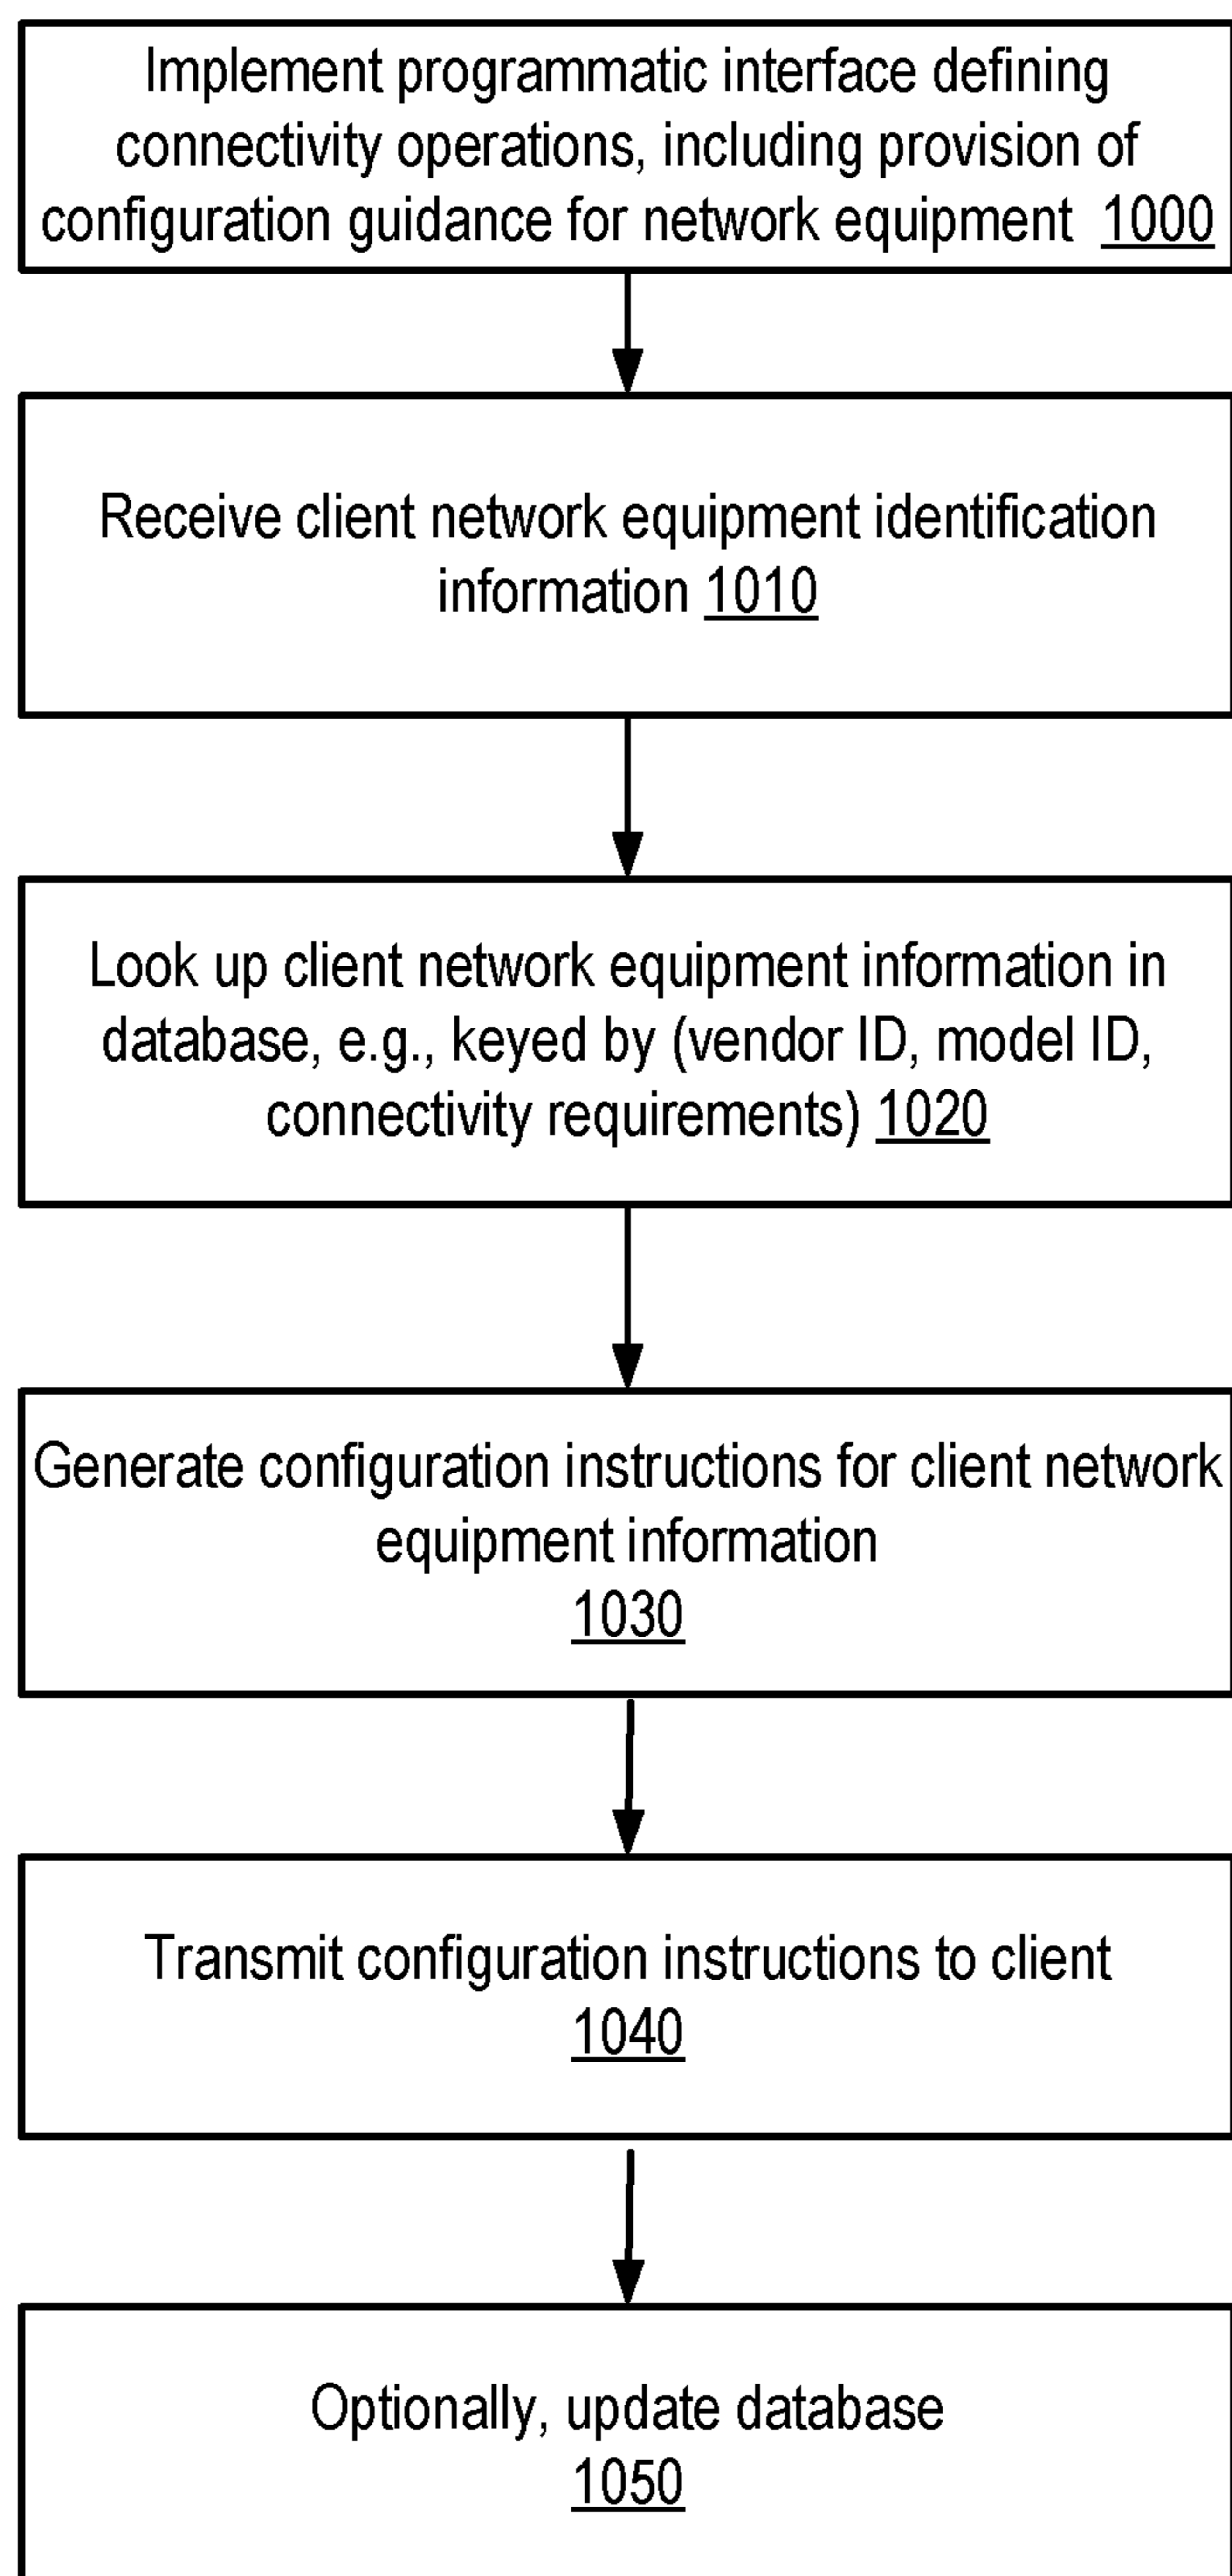 Implement programmatic interface defining
connectivity operations, including provision of
configuration guidance for network equipment 1000
Receive client network equipment identification
information 1010
Look up client network equipment information in
database, e.g., keyed by (vendor ID, model ID,
connectivity requirements) 1020
Generate configuration instructions for client network
equipment information
1030
Transmit configuration instructions to client
1040
Optionally, update database
1050